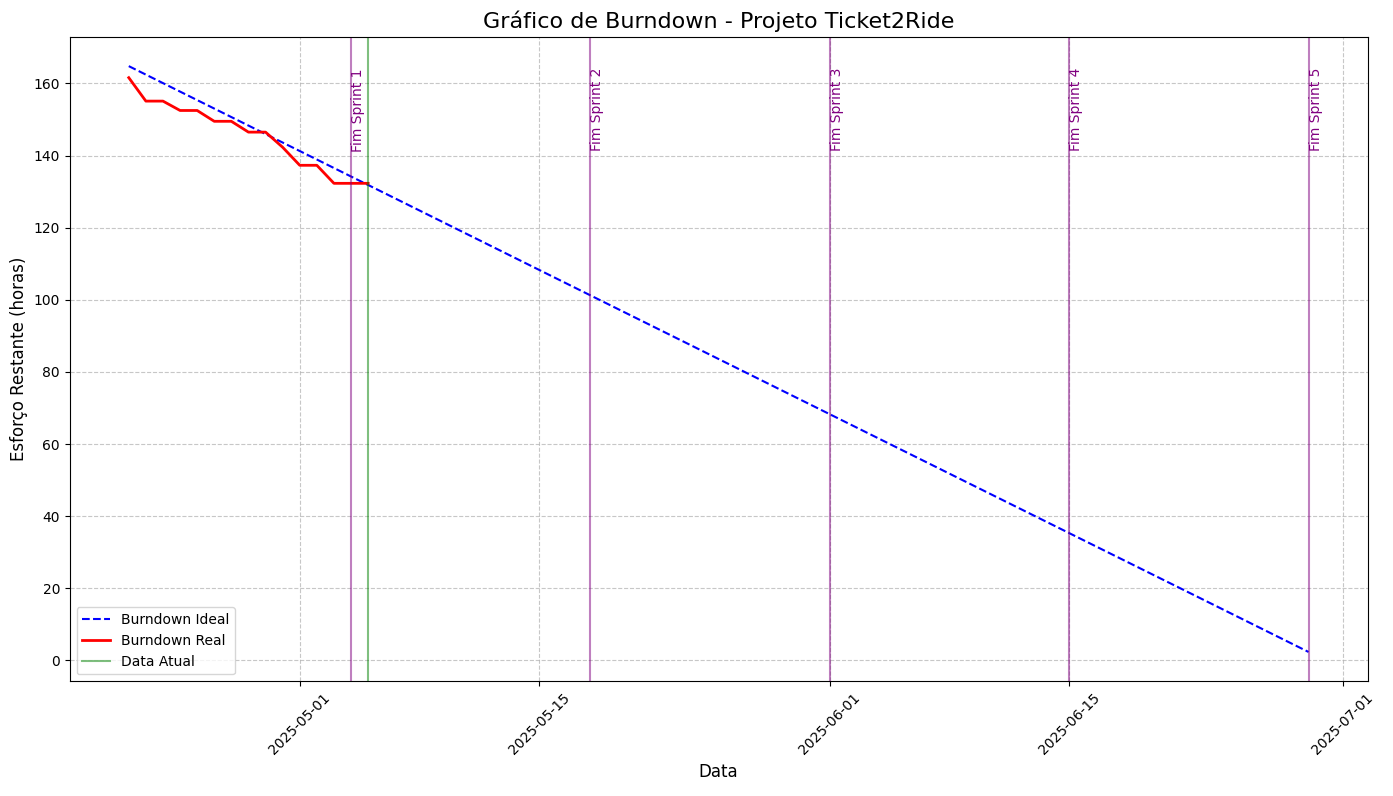 Gráfico de Burndown - Projeto Ticket2Ride
Esforço Restante (horas)
160
140
120
100
80
60
40
20
0
Fim Sprint 1
Fim Sprint 2
Fim Sprint 3
Fim Sprint 4
Fim Sprint 5
Burndown Ideal
Burndown Real
Data Atual
2025-05-01
2025-05-15
2025-06-01
2025-06-15
2025-07-01
Data